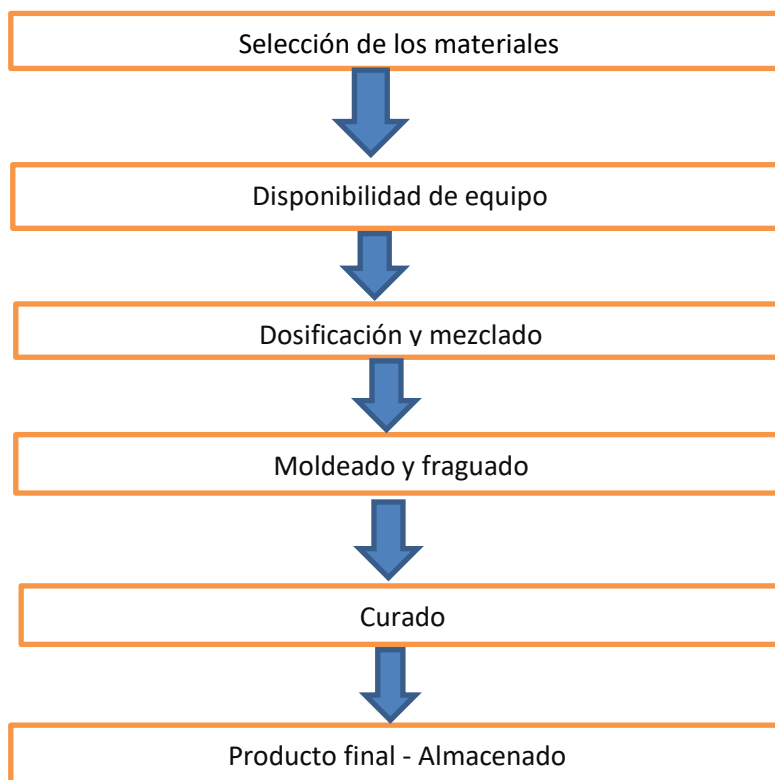 Selección de los materiales
Disponibilidad de equipo
Dosificación y mezclado
Moldeado y fraguado
Curado
Producto final - Almacenado